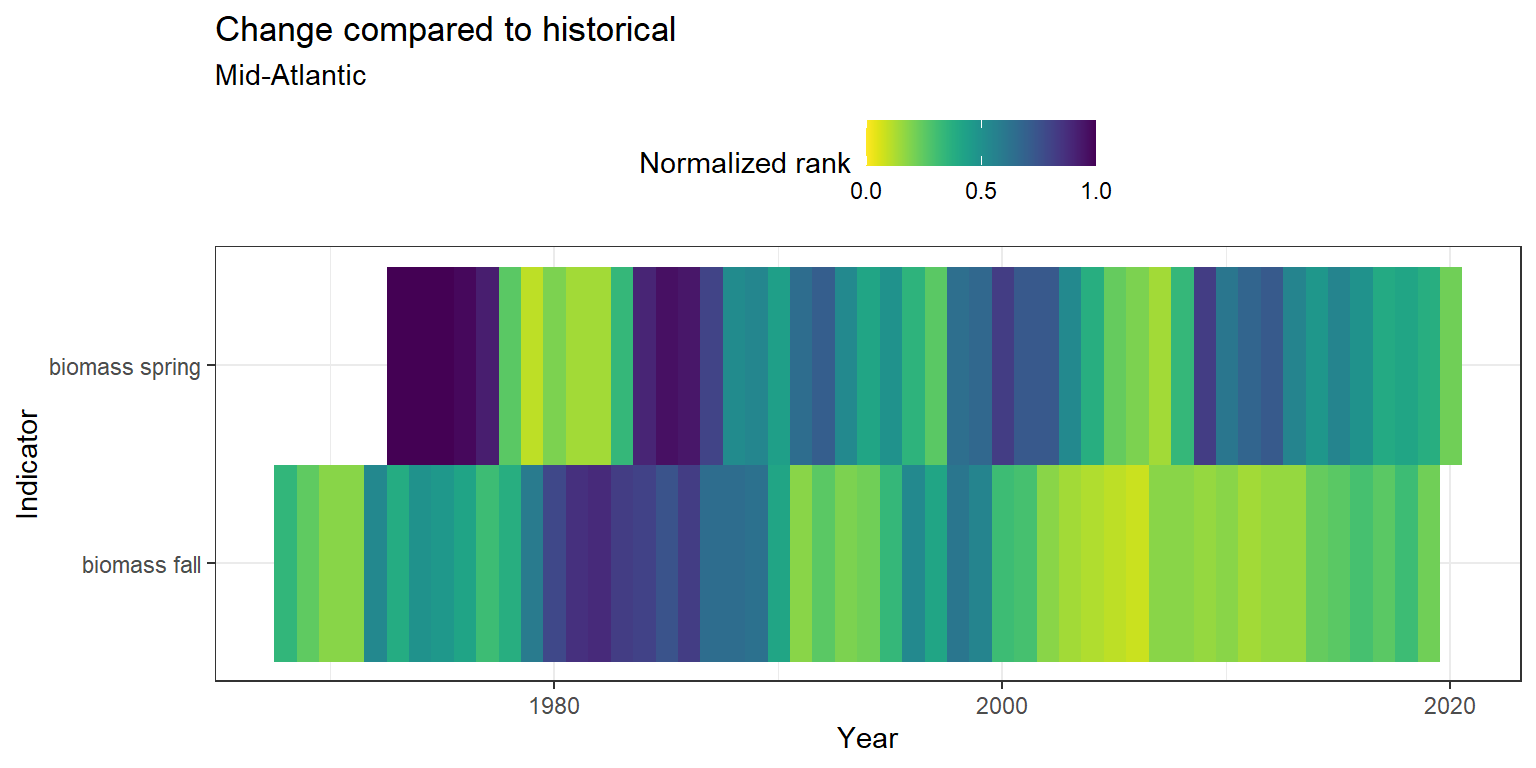 Change compared to historical
Mid-Atlantic
Normalized rank
0.0 0.5 1.0
biomass spring
biomass fall
Indicator
1980 2000 2020
Year